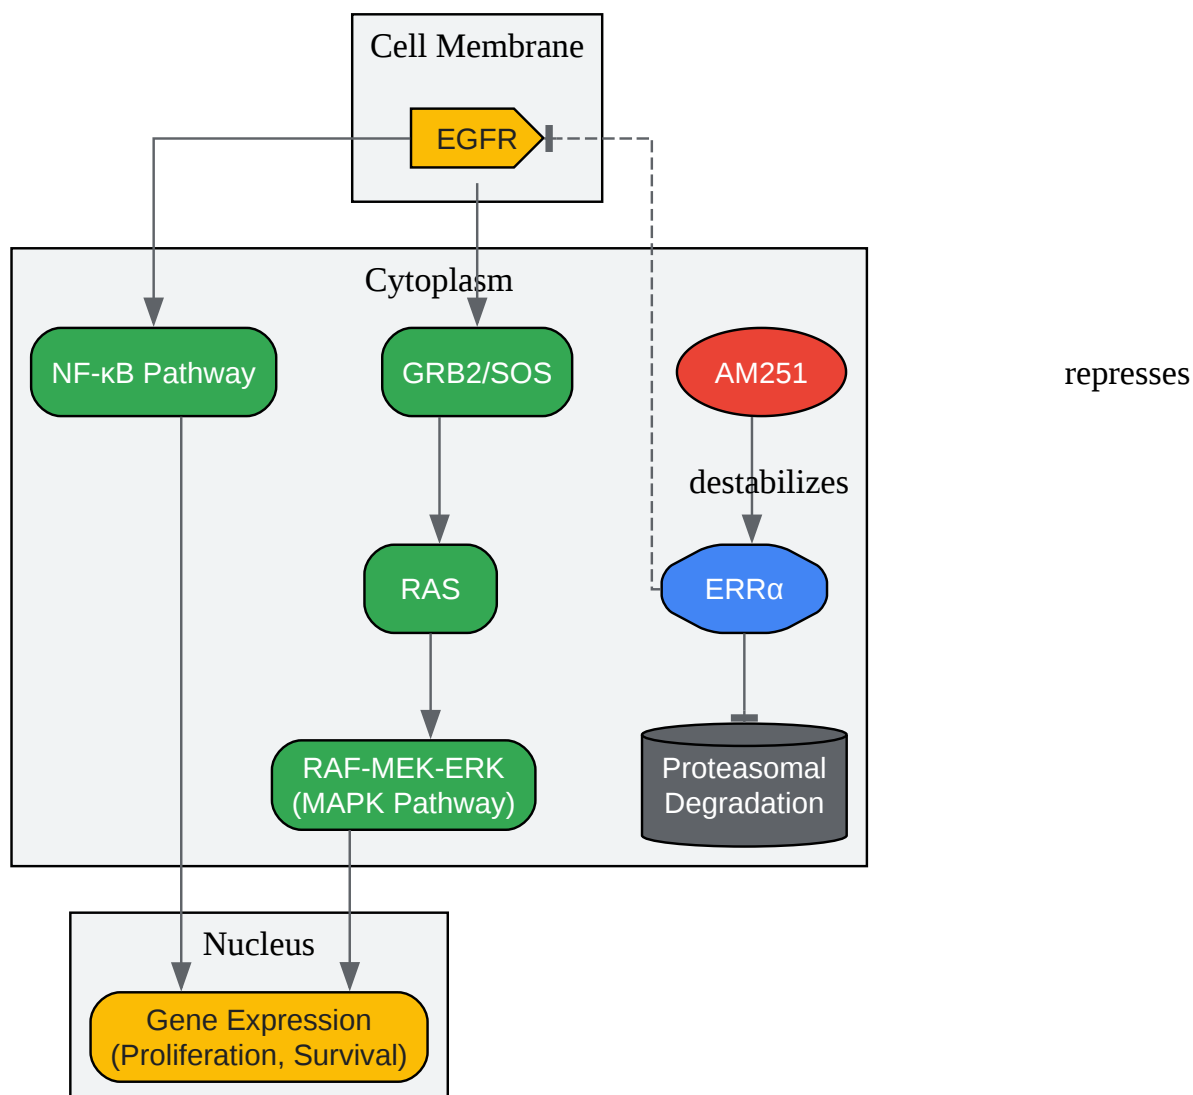 Cell Membrane
EGFR
Cytoplasm
NF-κB Pathway
GRB2/SOS
AM251
represses
destabilizes
RAS
ERRα
RAF-MEK-ERK
(MAPK Pathway)
Proteasomal
Degradation
Nucleus
Gene Expression
(Proliferation, Survival)